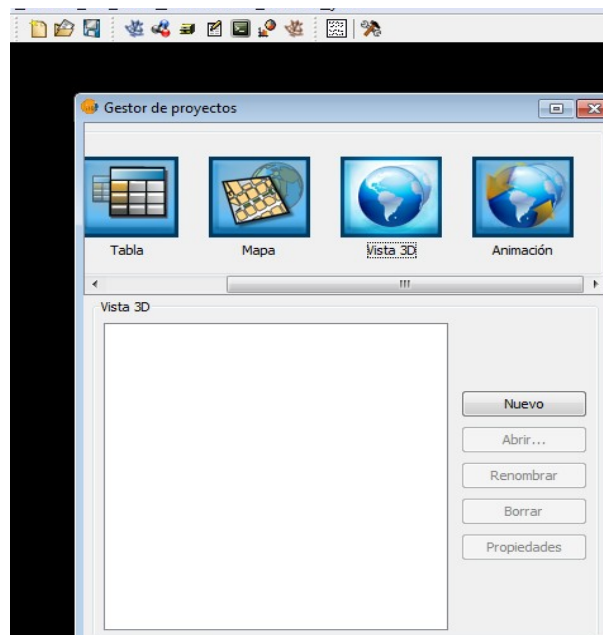 Gestor de proyectos
Tabla
Mapa
Vista 3D
Animación
Vista 3D
Nuevo
Abrir...
Renombrar
Borrar
Propiedades